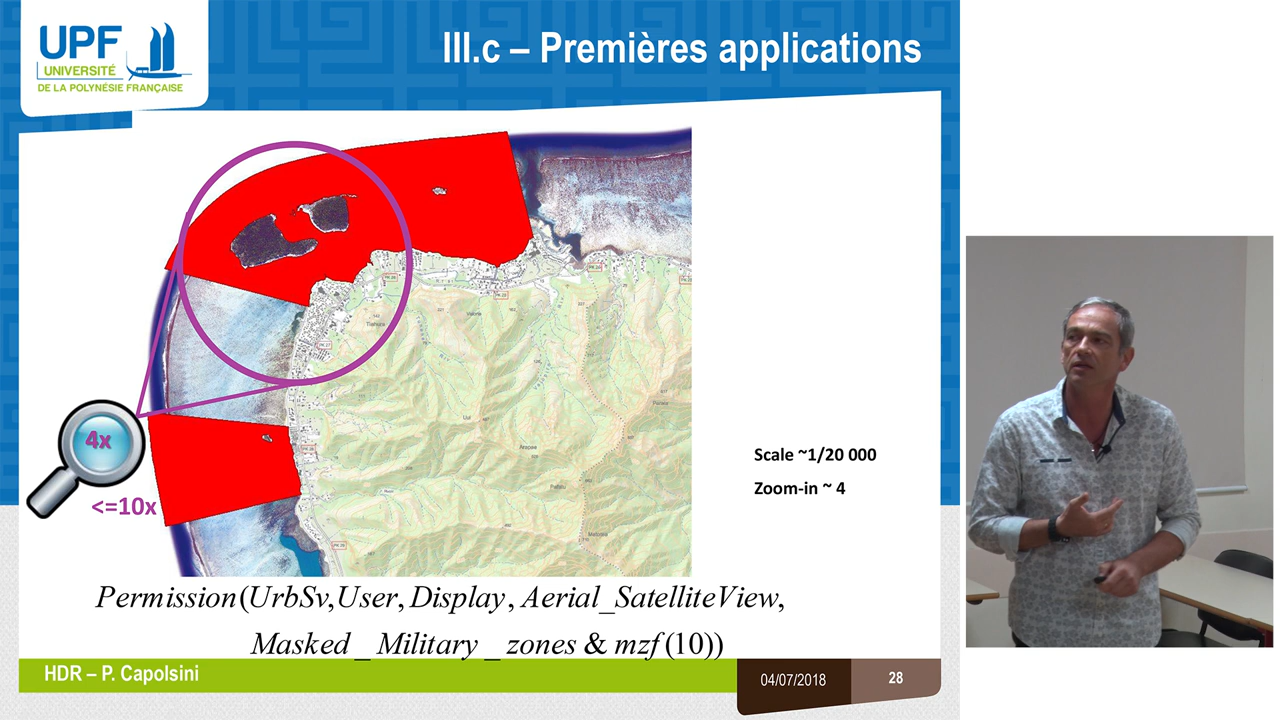 UPF
UNIVERSITÉ
DE LA POLYNÉSIE FRANÇAISE
III.c – Premières applications
4x
<=10x
Scale ~1/20 000
Zoom-in ~ 4
Permission(UrbSv,User,Display,Aerial_SatelliteView,
Masked_Military_zones & mzf(10))
HDR – P. Capolsini
04/07/2018
28